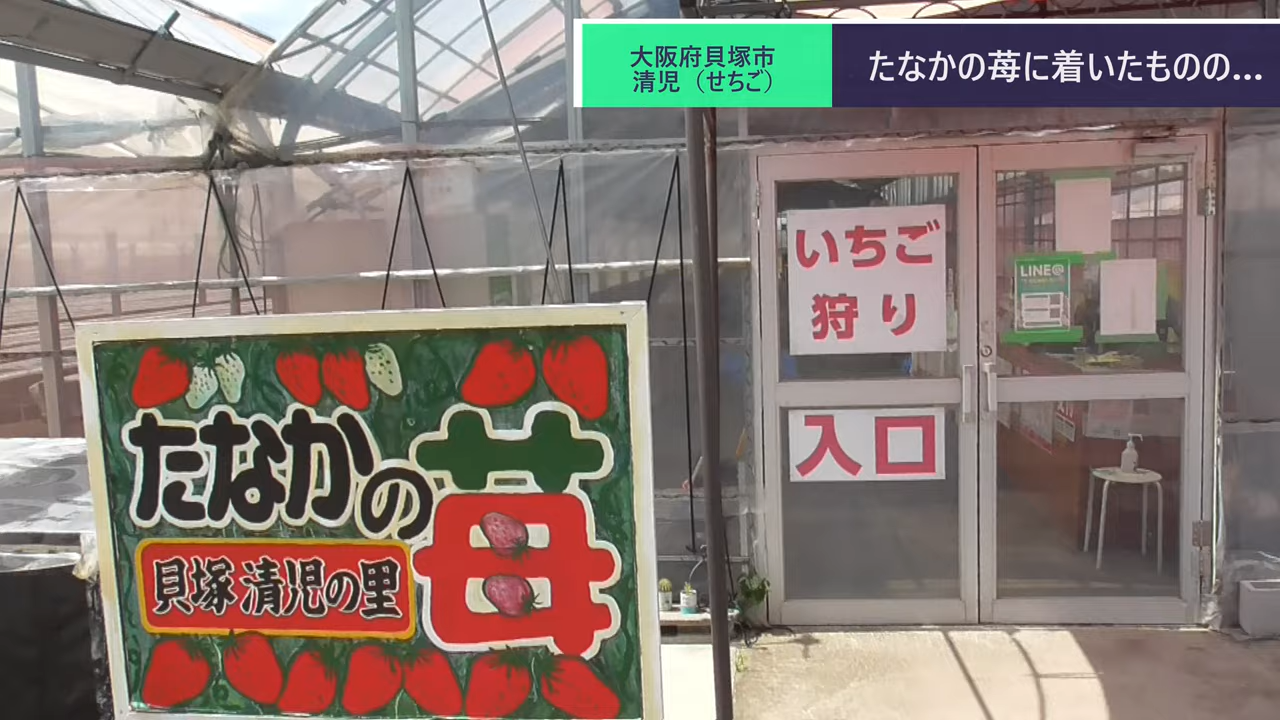 大阪府貝塚市
清児（せちご）
たなかの苺に着いたものの…
いちご
狩り
入口
LINE@
たなかの
苺
貝塚清児の里